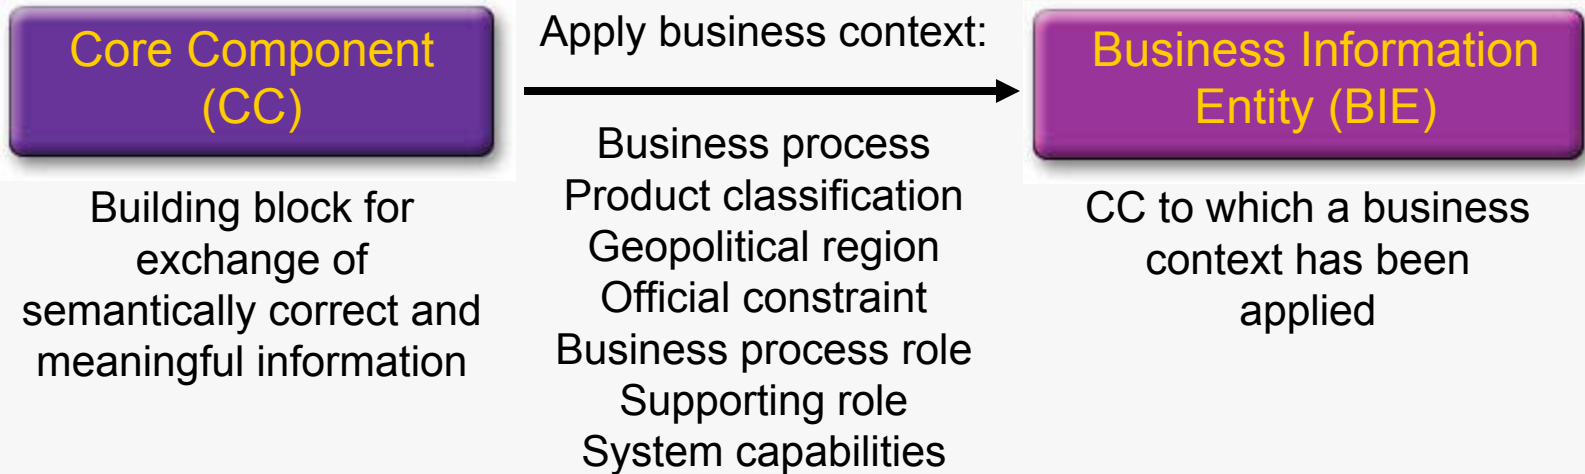 Core Component
(CC)
Building block for
exchange of
semantically correct and
meaningful information
Apply business context:
Business process
Product classification
Geopolitical region
Official constraint
Business process role
Supporting role
System capabilities
Business Information
Entity (BIE)
CC to which a business
context has been
applied